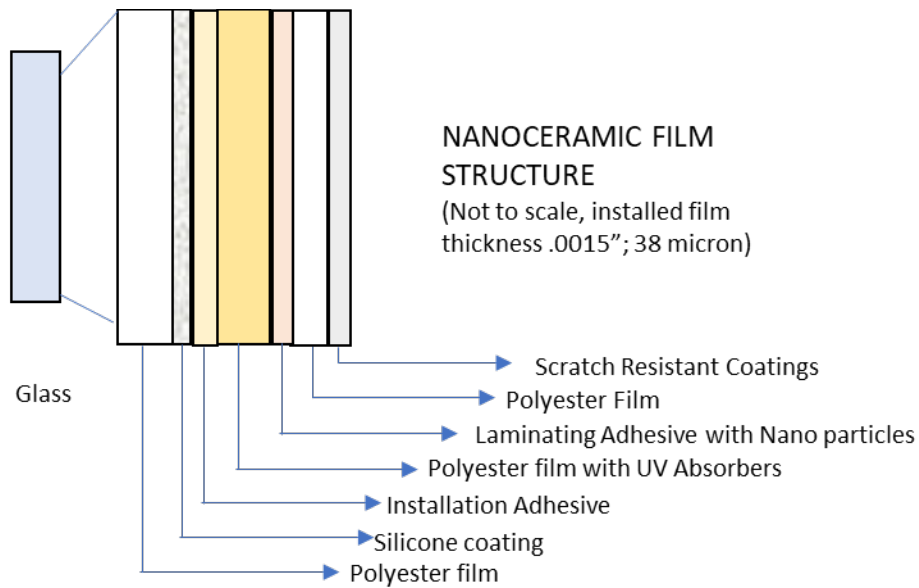 NANOCERAMIC FILM
STRUCTURE
(Not to scale, installed film
thickness .0015”; 38 micron)
Scratch Resistant Coatings
Glass
Polyester Film
Laminating Adhesive with Nano particles
Polyester film with UV Absorbers
Installation Adhesive
Silicone coating
Polyester film